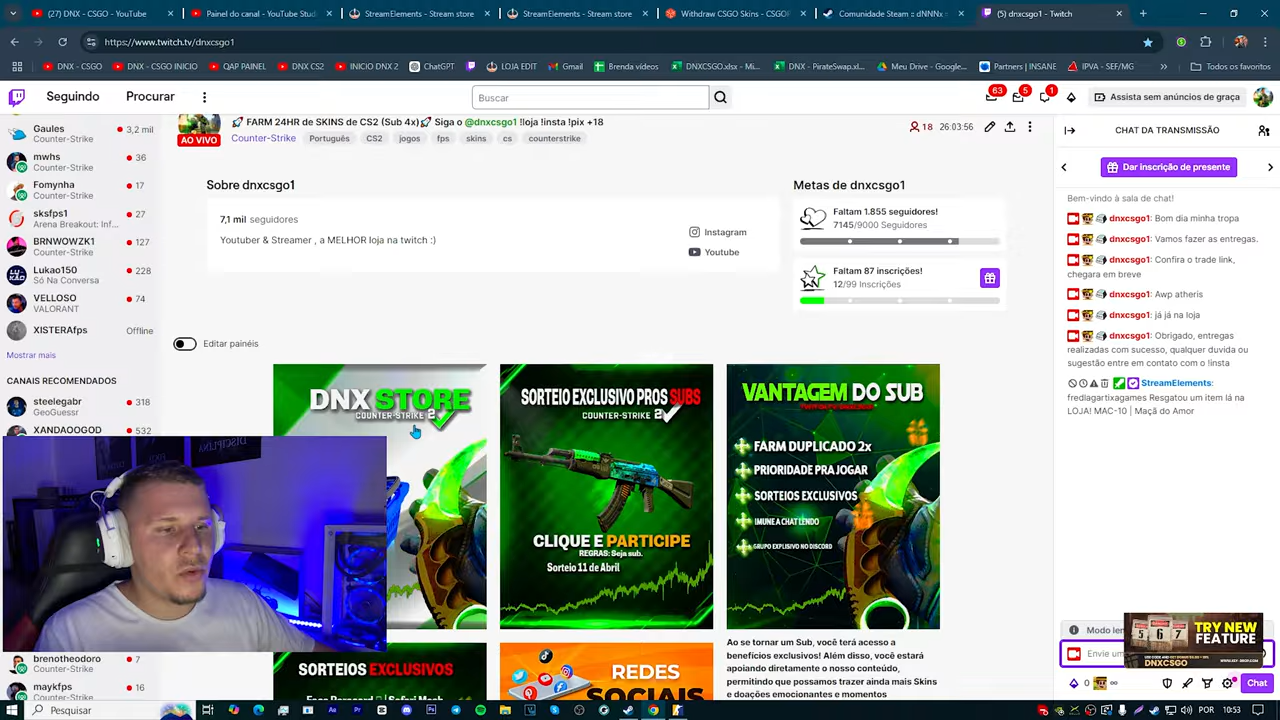 (27) DNX - CSGO - YouTube
Painel do canal - YouTube Stud
StreamElements - Stream store
StreamElements - Stream store
Withdraw CSGO Skins - PirateS
Comunidade Steam :: dNNNx
(5) dnxcsgo1 - Twitch
https://www.twitch.tv/dnxcsgo1
DNX - CSGO
DNX - CSGO INICIO
QAP PAINEL
DNX CS2
INICIO DNX 2
ChatGPT
LOJA EDIT
Gmail
Brenda vídeos
DNXCSGO.xlsx - Mic...
DNX - PirateSwap.xl...
Meu Drive - Google...
Partners | INSANE
IPVA - SEF/MG
Todos os favoritos
Seguindo
Procurar
Buscar
63
5
1
Assista sem anúncios de graça
Gaules
3,2 mil
Counter-Strike
mwhs
36
Counter-Strike
Fomynha
17
Counter-Strike
sksfps1
27
Arena Breakout: Inf...
BRNWOWZK1
127
Counter-Strike
Lukao150
228
Só Na Conversa
VELLOSO
74
VALORANT
XISTERAfps
Offline
Mostrar mais
CANAIS RECOMENDADOS
steelegabr
318
GeoGuessr
XANDAOOGOD
532
brenotheodoro
7
Counter-Strike
maykfps
16
FARM 24HR de SKINS de CS2 (Sub 4x) Siga o @dnxcsgo1 !loja !insta !pix +18
AO VIVO
Counter-Strike
Português
CS2
jogos
fps
skins
cs
counterstrike
18
26:03:56
Sobre dnxcsgo1
7,1 mil seguidores
Youtuber & Streamer , a MELHOR loja na twitch :)
Instagram
Youtube
Metas de dnxcsgo1
Faltam 1.855 seguidores!
7145/9000 Seguidores
Faltam 87 inscrições!
12/99 Inscrições
Editar painéis
DNX STORE
COUNTER-STRIKE 2
SORTEIO EXCLUSIVO PROS SUBS
COUNTER-STRIKE 2
CLIQUE E PARTICIPE
REGRAS: Seja sub.
Sorteio 11 de Abril
VANTAGEM DO SUB
FARM DUPLICADO 2x
PRIORIDADE PRA JOGAR
SORTEIOS EXCLUSIVOS
IMUNE A CHAT LENDO
GRUPO EXPLISIVO NO DISCORD
SORTEIOS EXCLUSIVOS
REDES
SOCIAIS
Ao se tornar um Sub, você terá acesso a
benefícios exclusivos! Além disso, você estará
apoiando diretamente o nosso conteúdo,
permitindo que possamos trazer ainda mais Skins
e doações emocionantes e momentos
CHAT DA TRANSMISSÃO
Dar inscrição de presente
Bem-vindo à sala de chat!
dnxcsgo1: Bom dia minha tropa
dnxcsgo1: Vamos fazer as entregas.
dnxcsgo1: Confira o trade link,
chegara em breve
dnxcsgo1: Awp atheris
dnxcsgo1: já já na loja
dnxcsgo1: Obrigado, entregas
realizadas com sucesso, qualquer duvida ou
sugestão entre em contato com o !insta
StreamElements:
fredlagartixagames Resgatou um item lá na
LOJA! MAC-10 | Maçã do Amor
Modo len
Envie um
TRY NEW
FEATURE
DNXCSGO
0
Chat
Pesquisar
POR
10:53